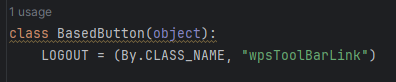 1 usage
class BasedButton(object):
    LOGOUT = (By.CLASS_NAME, "wpsToolBarLink")